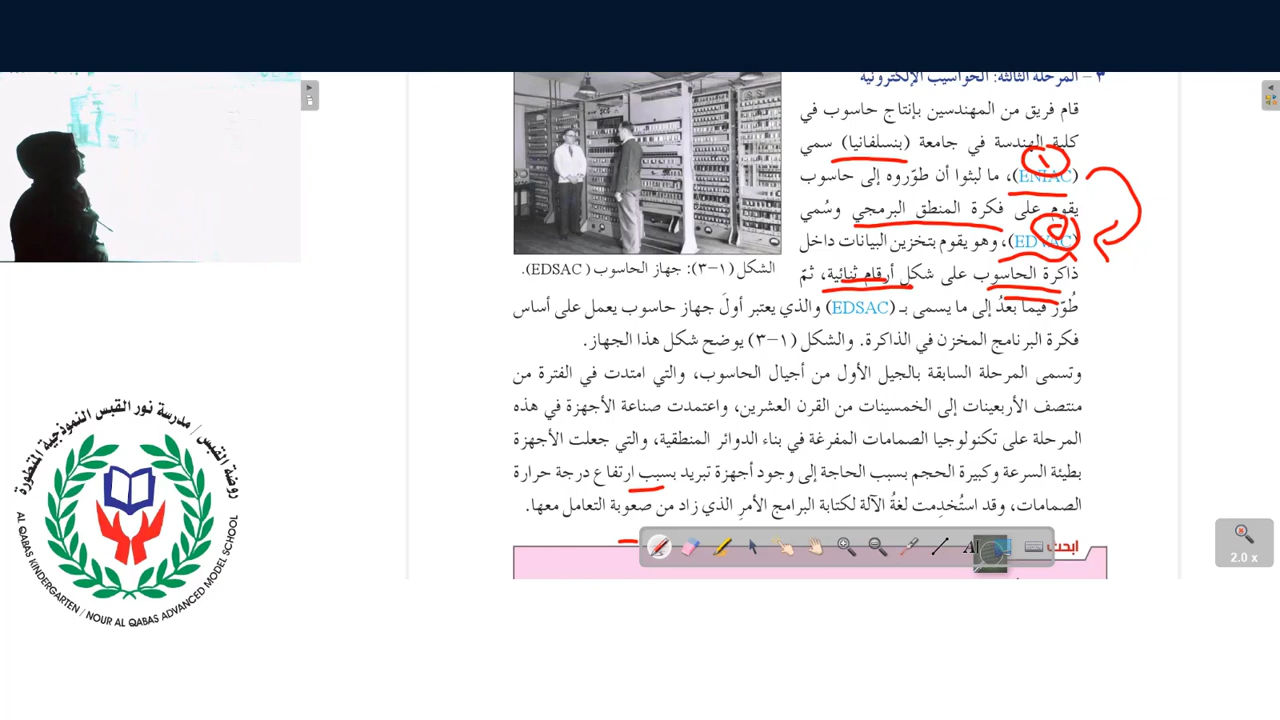 ٣ – المرحلة الثالثة: الحواسيب الإلكترونية
قام فريق من المهندسين بإنتاج حاسوب في
كلية الهندسة في جامعة (بنسلفانيا) سمي
(ENIAC)، ما لبثوا أن طوّروه إلى حاسوب
يقوم على فكرة المنطق البرمجي وسُمي
(EDVAC)، وهو يقوم بتخزين البيانات داخل
ذاكرة الحاسوب على شكل أرقام ثنائية، ثمّ
الشكل (١-٣): جهاز الحاسوب (EDSAC).
طُوّر فيما بعدُ إلى ما يسمى بـ (EDSAC) والذي يعتبر أولَ جهاز حاسوب يعمل على أساس
فكرة البرنامج المخزن في الذاكرة. والشكل (١-٣) يوضح شكل هذا الجهاز.
وتسمى المرحلة السابقة بالجيل الأول من أجيال الحاسوب، والتي امتدت في الفترة من
منتصف الأربعينات إلى الخمسينات من القرن العشرين، واعتمدت صناعة الأجهزة في هذه
المرحلة على تكنولوجيا الصمامات المفرغة في بناء الدوائر المنطقية، والتي جعلت الأجهزة
بطيئة السرعة وكبيرة الحجم بسبب الحاجة إلى وجود أجهزة تبريد بسبب ارتفاع درجة حرارة
الصمامات، وقد استُخدِمت لغةُ الآلة لكتابة البرامج الأمرِ الذي زاد من صعوبة التعامل معها.
ابحث
روضة القبس / مدرسة نور القبس النموذجية المتطورة
AL QABAS KINDERGARTEN / NOUR AL QABAS ADVANCED MODEL SCHOOL
2.0 x